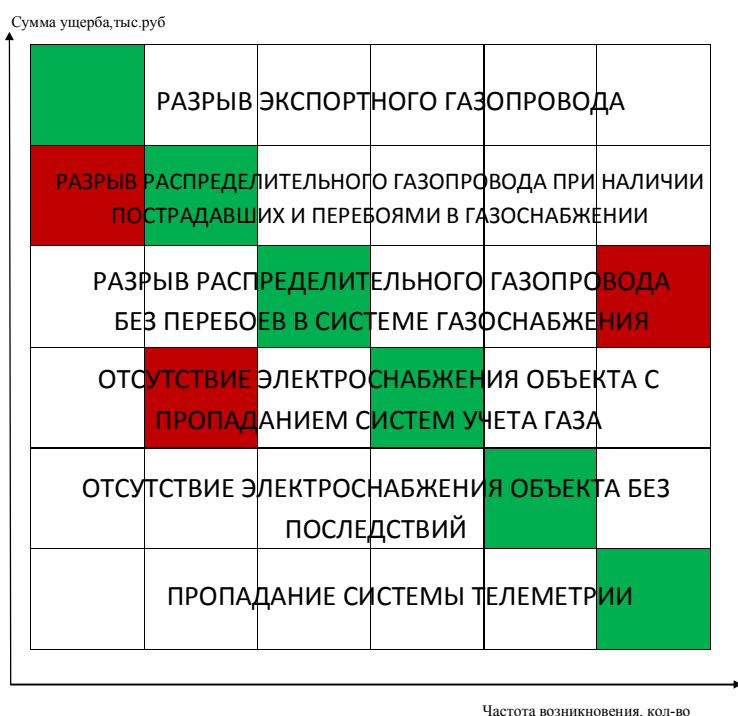 Сумма ущерба,тыс.руб
РАЗРЫВ ЭКСПОРТНОГО ГАЗОПРОВОДА
РАЗРЫВ РАСПРЕДЕЛИТЕЛЬНОГО ГАЗОПРОВОДА ПРИ НАЛИЧИИ
ПОСТРАДАВШИХ И ПЕРЕБОЯМИ В ГАЗОСНАБЖЕНИИ
РАЗРЫВ РАСПРЕДЕЛИТЕЛЬНОГО ГАЗОПРОВОДА
БЕЗ ПЕРЕБОЕВ В СИСТЕМЕ ГАЗОСНАБЖЕНИЯ
ОТСУТСТВИЕ ЭЛЕКТРОСНАБЖЕНИЯ ОБЪЕКТА С
ПРОПАДАНИЕМ СИСТЕМ УЧЕТА ГАЗА
ОТСУТСТВИЕ ЭЛЕКТРОСНАБЖЕНИЯ ОБЪЕКТА БЕЗ
ПОСЛЕДСТВИЙ
ПРОПАДАНИЕ СИСТЕМЫ ТЕЛЕМЕТРИИ
Частота возникновения, кол-во